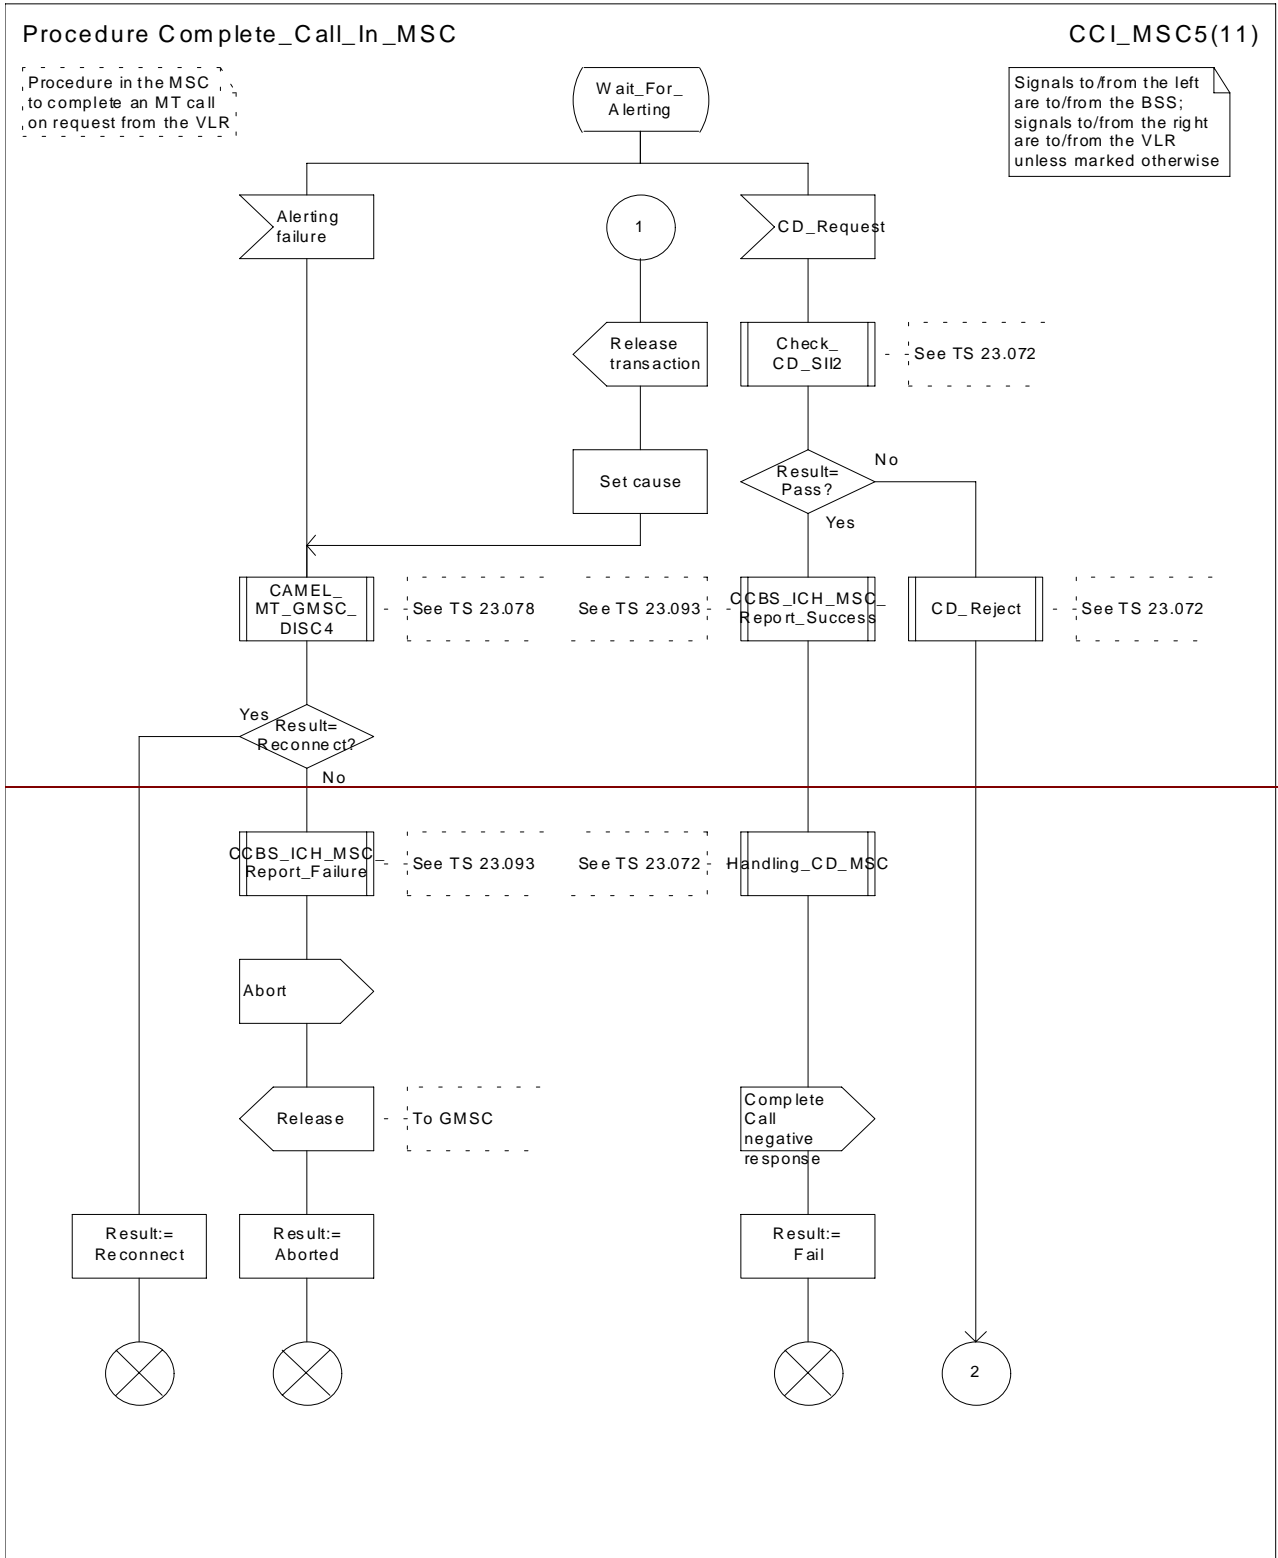 Procedure Complete_Call_In_MSC
CCI_MSC5(11)
Procedure in the MSC
to complete an MT call
on request from the VLR
Wait_For_
Alerting
Signals to/from the left
are to/from the BSS;
signals to/from the right
are to/from the VLR
unless marked otherwise
Alerting
failure
1
CD_Request
Release
transaction
Check_
CD_SII2
See TS 23.072
Set cause
Result=
Pass?
No
Yes
CAMEL_
MT_GMSC_
DISC4
See TS 23.078
See TS 23.093
CCBS_ICH_MSC_
Report_Success
CD_Reject
See TS 23.072
Yes
Result=
Reconnect?
No
CCBS_ICH_MSC_
Report_Failure
See TS 23.093
See TS 23.072
Handling_CD_MSC
Abort
Release
To GMSC
Complete
Call
negative
response
Result:=
Reconnect
Result:=
Aborted
Result:=
Fail
2